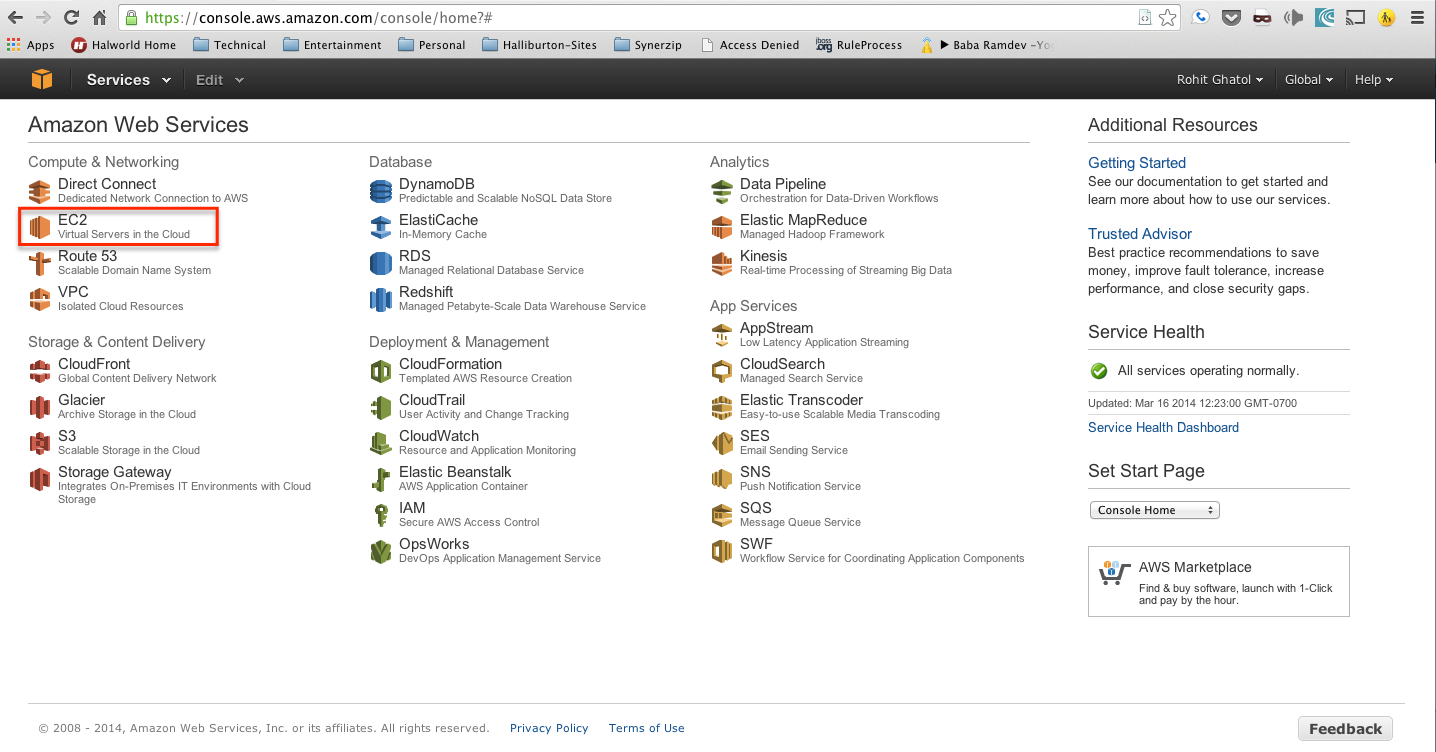 https://console.aws.amazon.com/console/home?#
Apps Halworld Home Technical Entertainment Personal Halliburton-Sites Synerzip Access Denied RuleProcess ▶ Baba Ramdev -Yo
Services Edit Rohit Ghatol Global Help
Amazon Web Services
Compute & Networking
Direct Connect
Dedicated Network Connection to AWS
EC2
Virtual Servers in the Cloud
Route 53
Scalable Domain Name System
VPC
Isolated Cloud Resources
Storage & Content Delivery
CloudFront
Global Content Delivery Network
Glacier
Archive Storage in the Cloud
S3
Scalable Storage in the Cloud
Storage Gateway
Integrates On-Premises IT Environments with Cloud
Storage
Database
DynamoDB
Predictable and Scalable NoSQL Data Store
ElastiCache
In-Memory Cache
RDS
Managed Relational Database Service
Redshift
Managed Petabyte-Scale Data Warehouse Service
Deployment & Management
CloudFormation
Templated AWS Resource Creation
CloudTrail
User Activity and Change Tracking
CloudWatch
Resource and Application Monitoring
Elastic Beanstalk
AWS Application Container
IAM
Secure AWS Access Control
OpsWorks
DevOps Application Management Service
Analytics
Data Pipeline
Orchestration for Data-Driven Workflows
Elastic MapReduce
Managed Hadoop Framework
Kinesis
Real-time Processing of Streaming Big Data
App Services
AppStream
Low Latency Application Streaming
CloudSearch
Managed Search Service
Elastic Transcoder
Easy-to-use Scalable Media Transcoding
SES
Email Sending Service
SNS
Push Notification Service
SQS
Message Queue Service
SWF
Workflow Service for Coordinating Application Components
Additional Resources
Getting Started
See our documentation to get started and
learn more about how to use our services.
Trusted Advisor
Best practice recommendations to save
money, improve fault tolerance, increase
performance, and close security gaps.
Service Health
All services operating normally.
Updated: Mar 16 2014 12:23:00 GMT-0700
Service Health Dashboard
Set Start Page
Console Home
AWS Marketplace
Find & buy software, launch with 1-Click
and pay by the hour.
© 2008 - 2014, Amazon Web Services, Inc. or its affiliates. All rights reserved. Privacy Policy Terms of Use Feedback